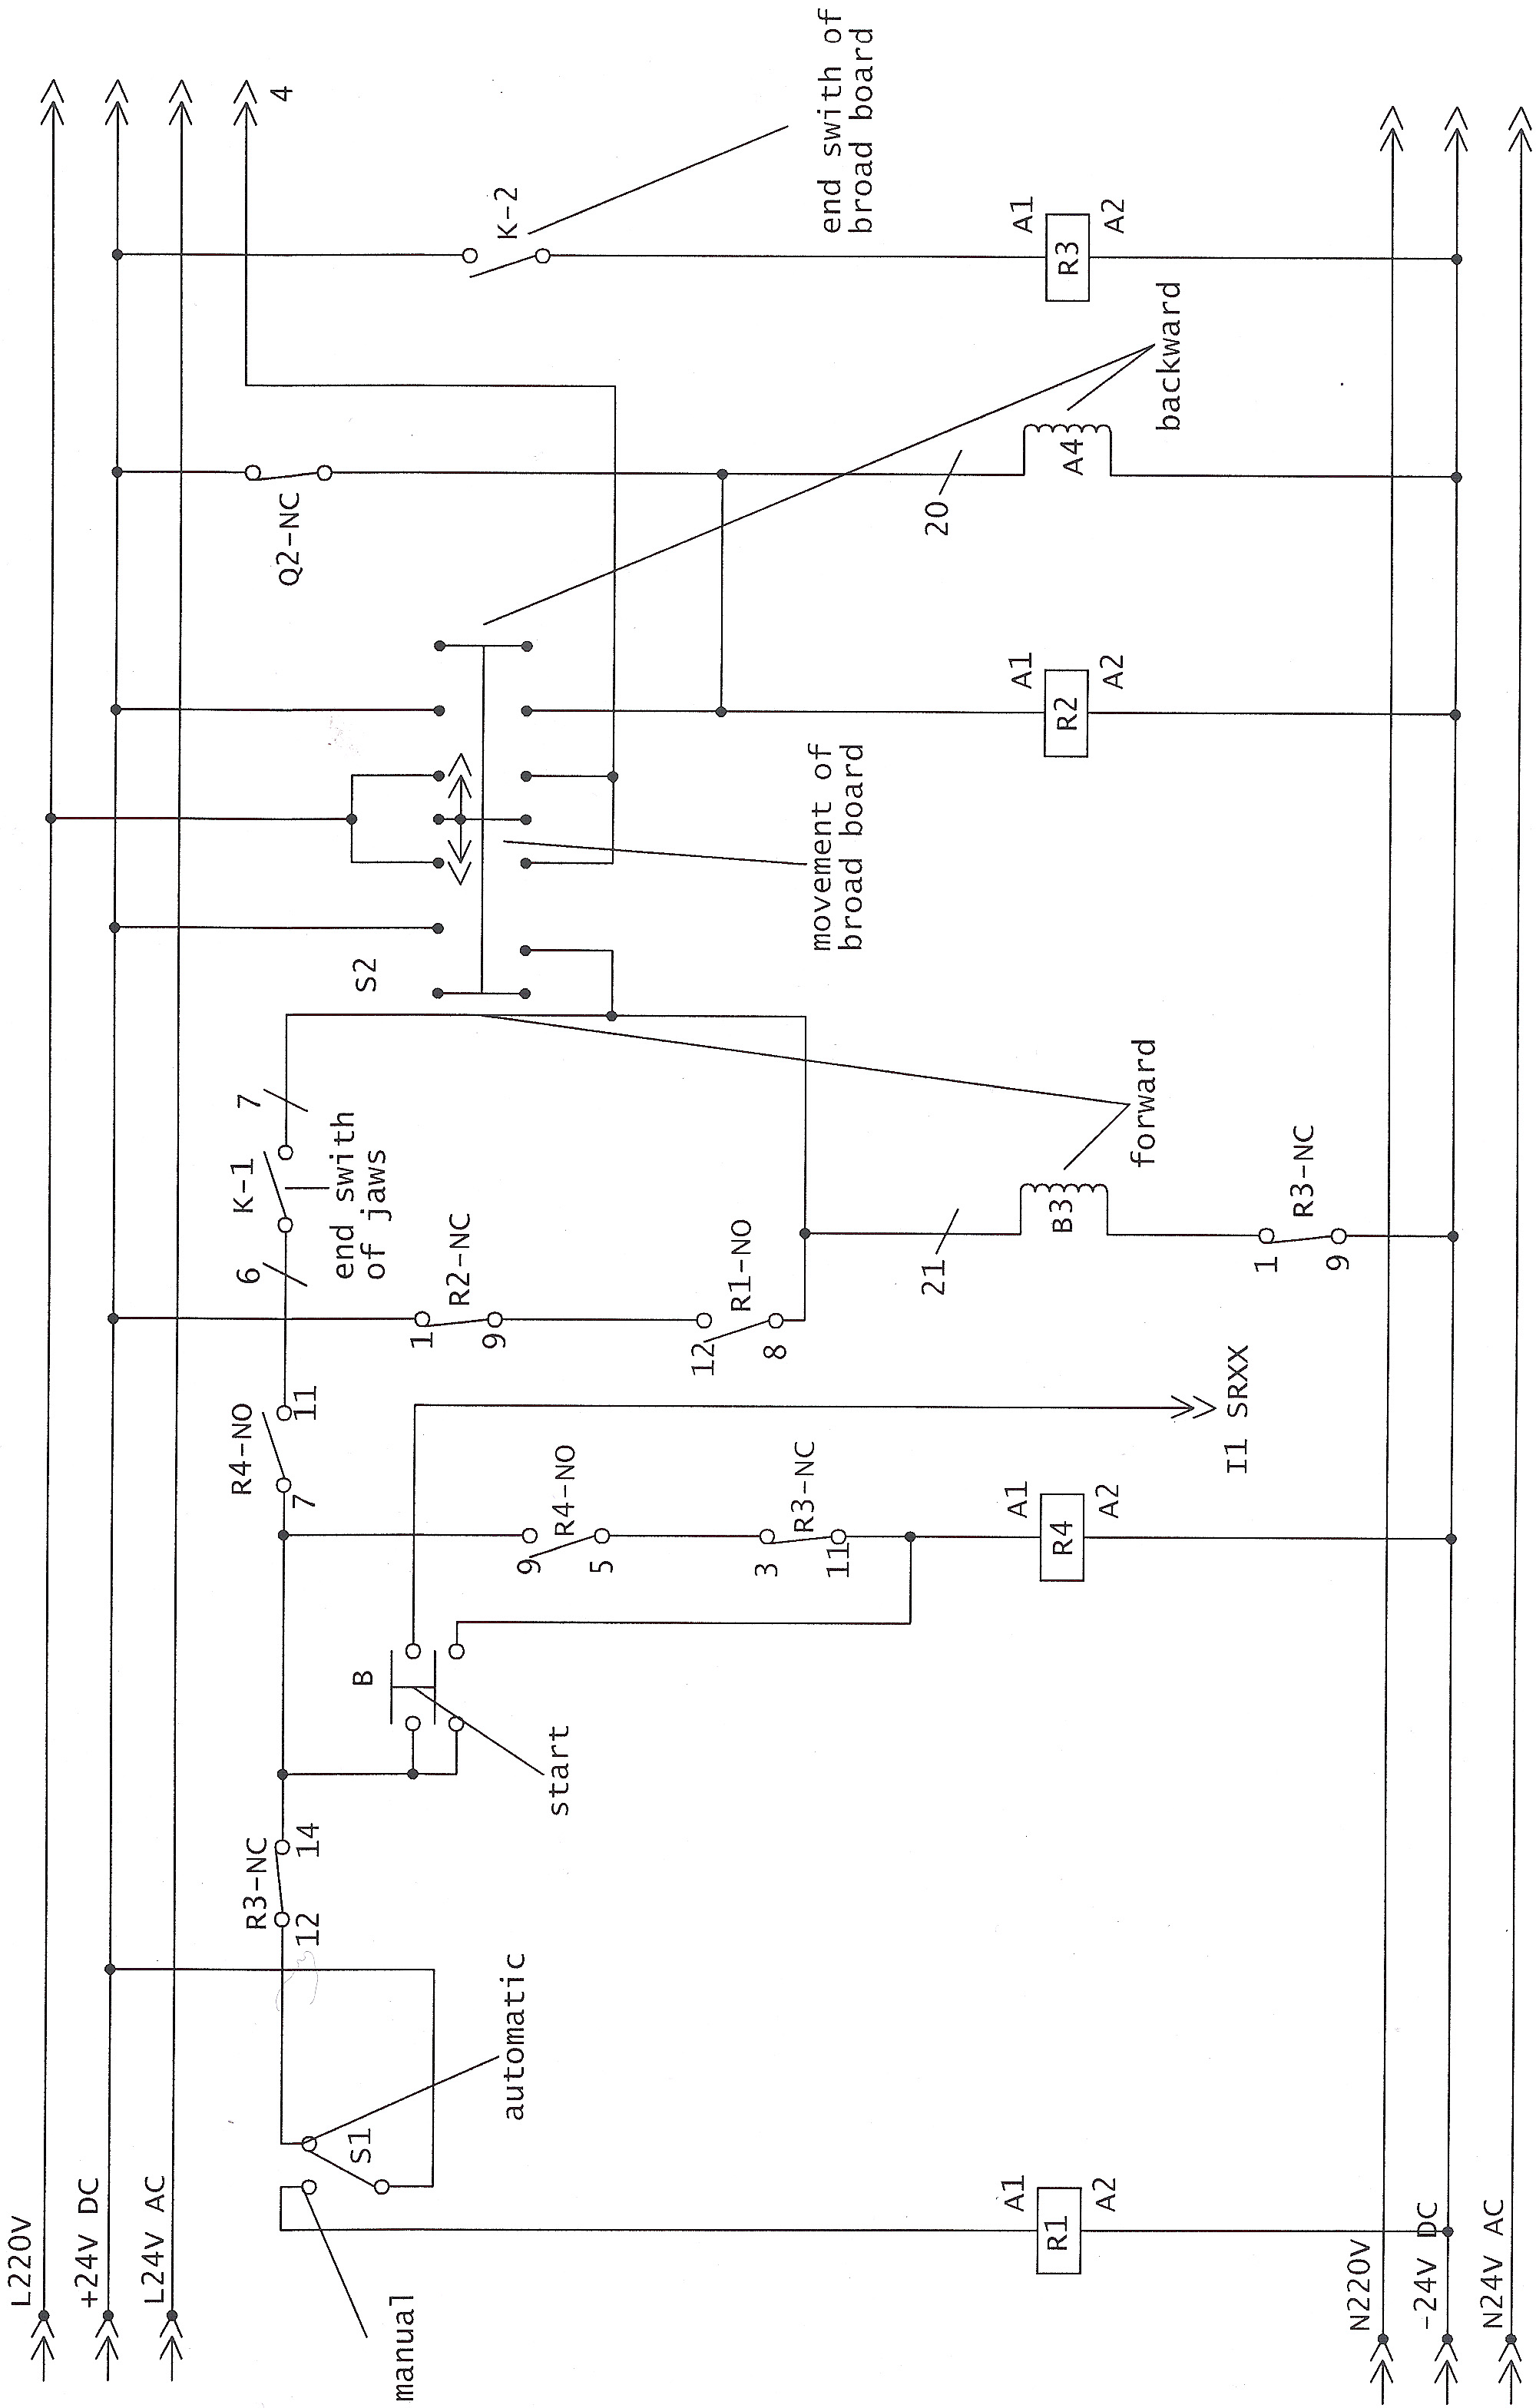 L220V
+24V DC
L24V AC
manual
S1
automatic
R1
A1
A2
R3-NC
12
14
B
start
R4-NO
7
11
R4-NO
9
5
R3-NC
3
11
R4
A1
A2
I1 SRXX
6
K-1
7
end swith
of jaws
R2-NC
1
9
R1-NO
12
8
21
B3
forward
R3-NC
1
9
S2
movement of
broad board
R2
A1
A2
Q2-NC
20
A4
backward
4
K-2
end swith of
broad board
R3
A1
A2
N220V
-24V DC
N24V AC